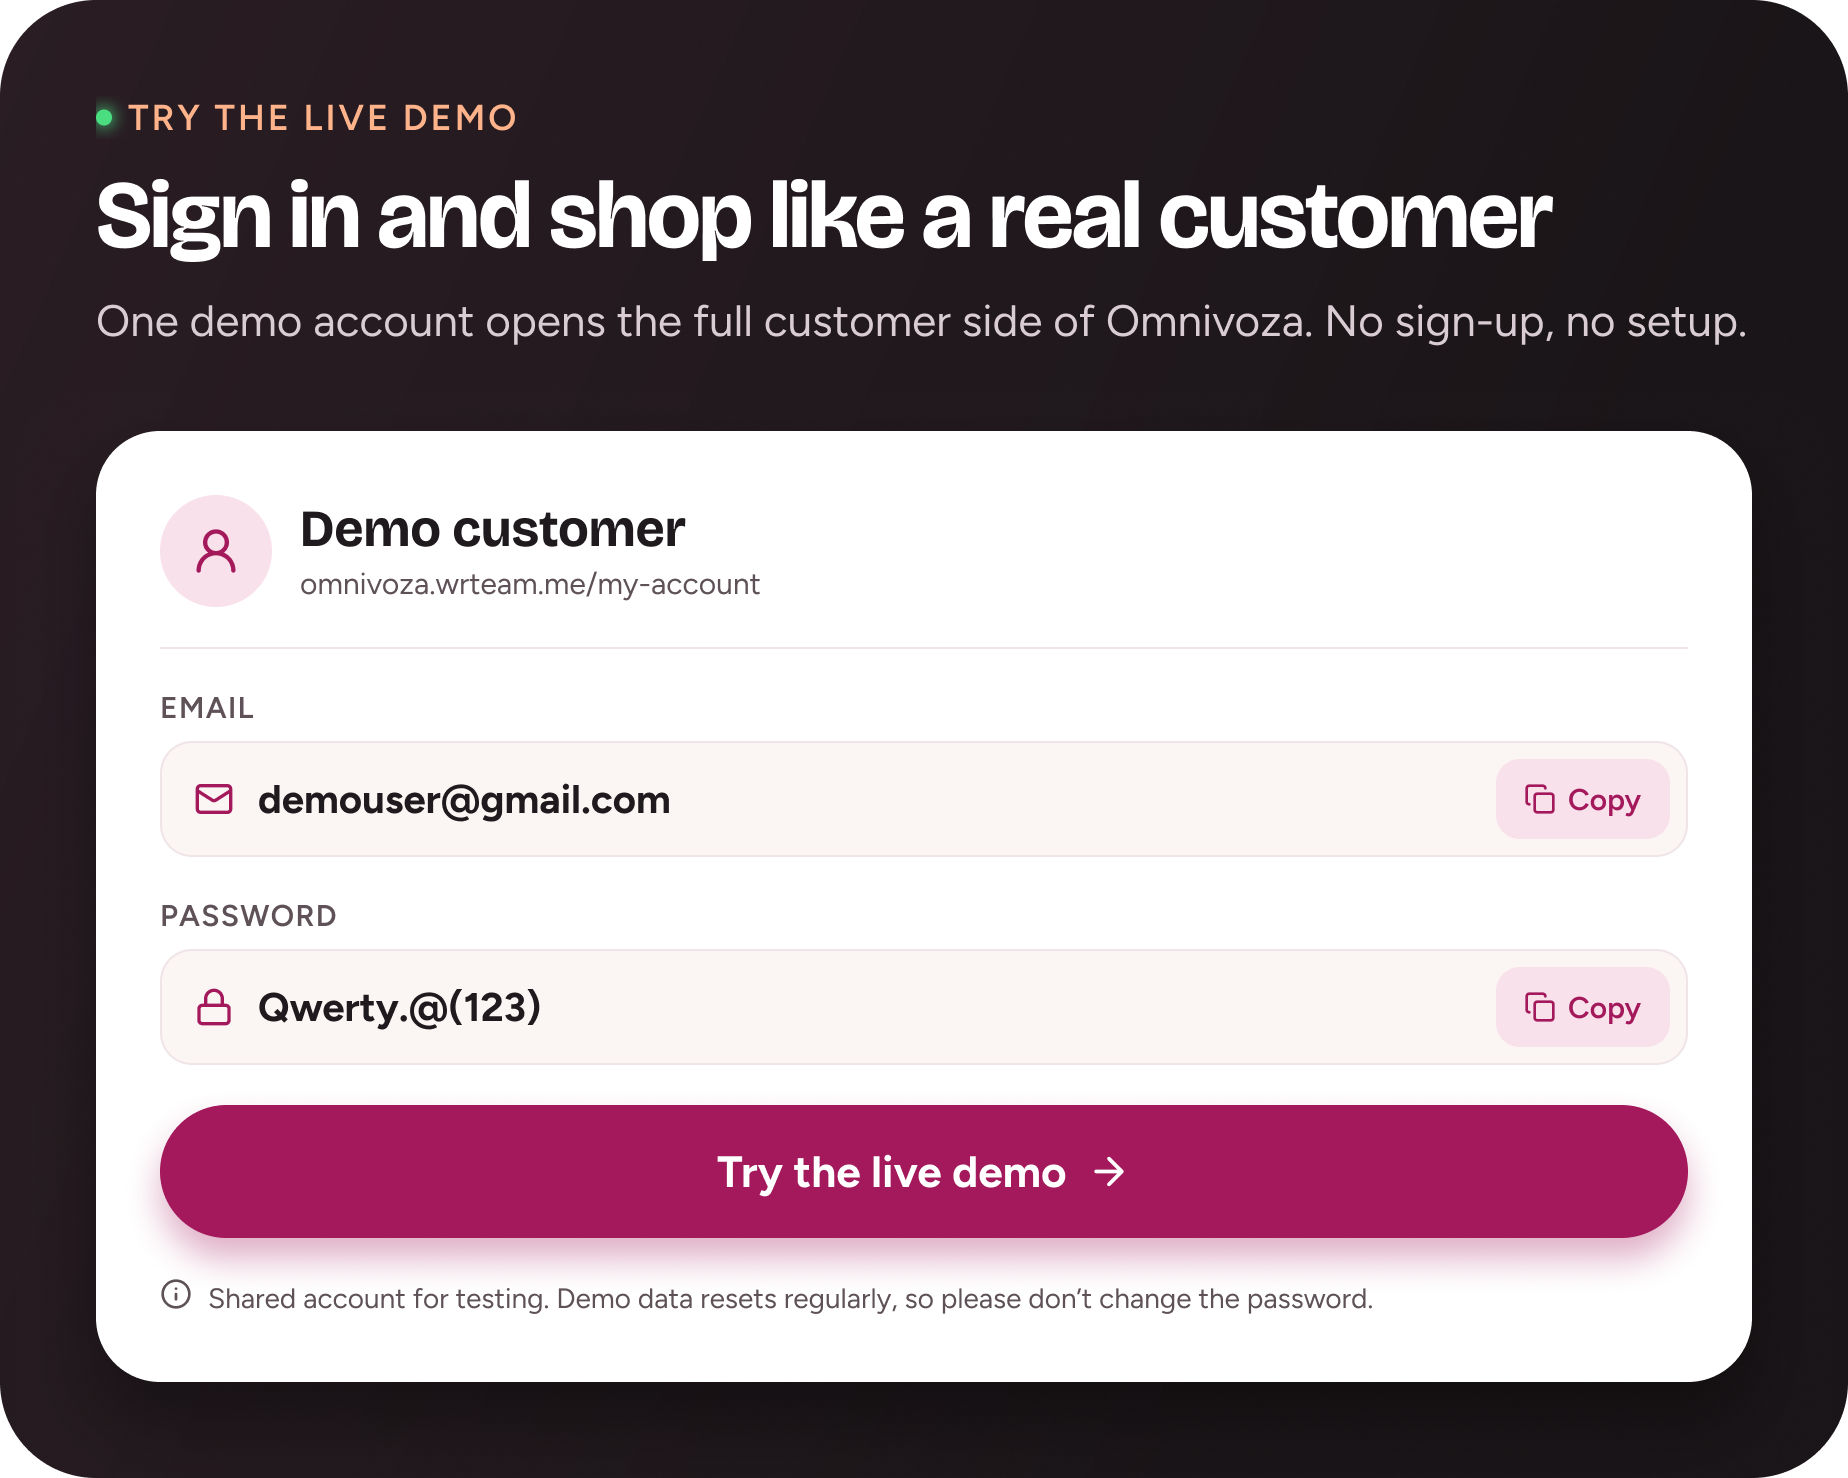 TRY THE LIVE DEMO
Sign in and shop like a real customer
One demo account opens the full customer side of Omnivoza. No sign-up, no setup.
Demo customer
omnivoza.wrteam.me/my-account
EMAIL
demouser@gmail.com
Copy
PASSWORD
Qwerty.@(123)
Copy
Try the live demo →
Shared account for testing. Demo data resets regularly, so please don’t change the password.